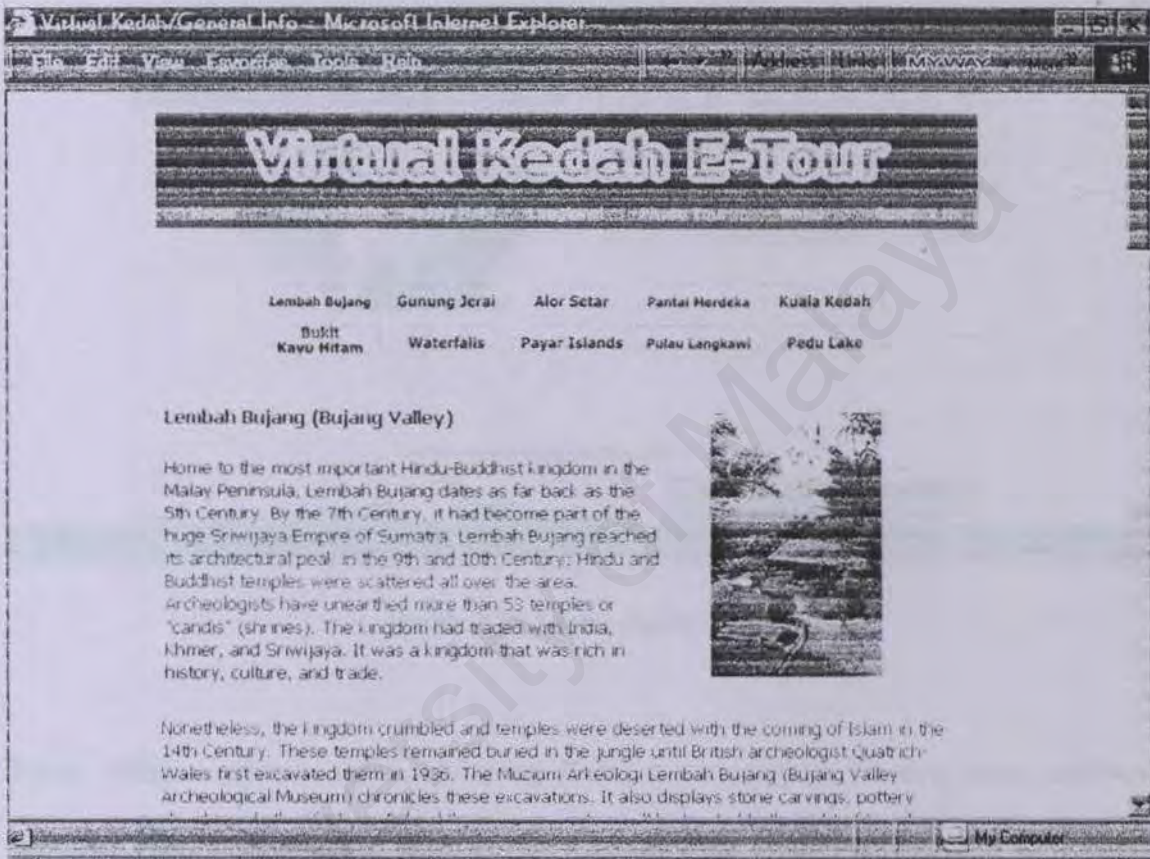 Virtual Kedah/General Info - Microsoft Internet Explorer
File Edit View Favorites Tools Help Address Links MYWAY
Virtual Kedah E-Tour
Lembah Bujang Gunung Jerai Alor Setar Pantai Merdeka Kuala Kedah
Bukit
Kayu Hitam Waterfalls Payar Islands Pulau Langkawi Pedu Lake
Lembah Bujang (Bujang Valley)
Home to the most important Hindu-Buddhist kingdom in the
Malay Peninsula, Lembah Bujang dates as far back as the
5th Century. By the 7th Century, it had become part of the
huge Sriwijaya Empire of Sumatra. Lembah Bujang reached
its architectural peak in the 9th and 10th Century; Hindu and
Buddhist temples were scattered all over the area.
Archeologists have unearthed more than 53 temples or
"candis" (shrines). The kingdom had traded with India,
Khmer, and Sriwijaya. It was a kingdom that was rich in
history, culture, and trade.
Nonetheless, the kingdom crumbled and temples were deserted with the coming of Islam in the
14th Century. These temples remained buried in the jungle until British archeologist Quatrich-
Wales first excavated them in 1936. The Muzium Arkeologi Lembah Bujang (Bujang Valley
Archeological Museum) chronicles these excavations. It also displays stone carvings, pottery
My Computer
University of Malaya